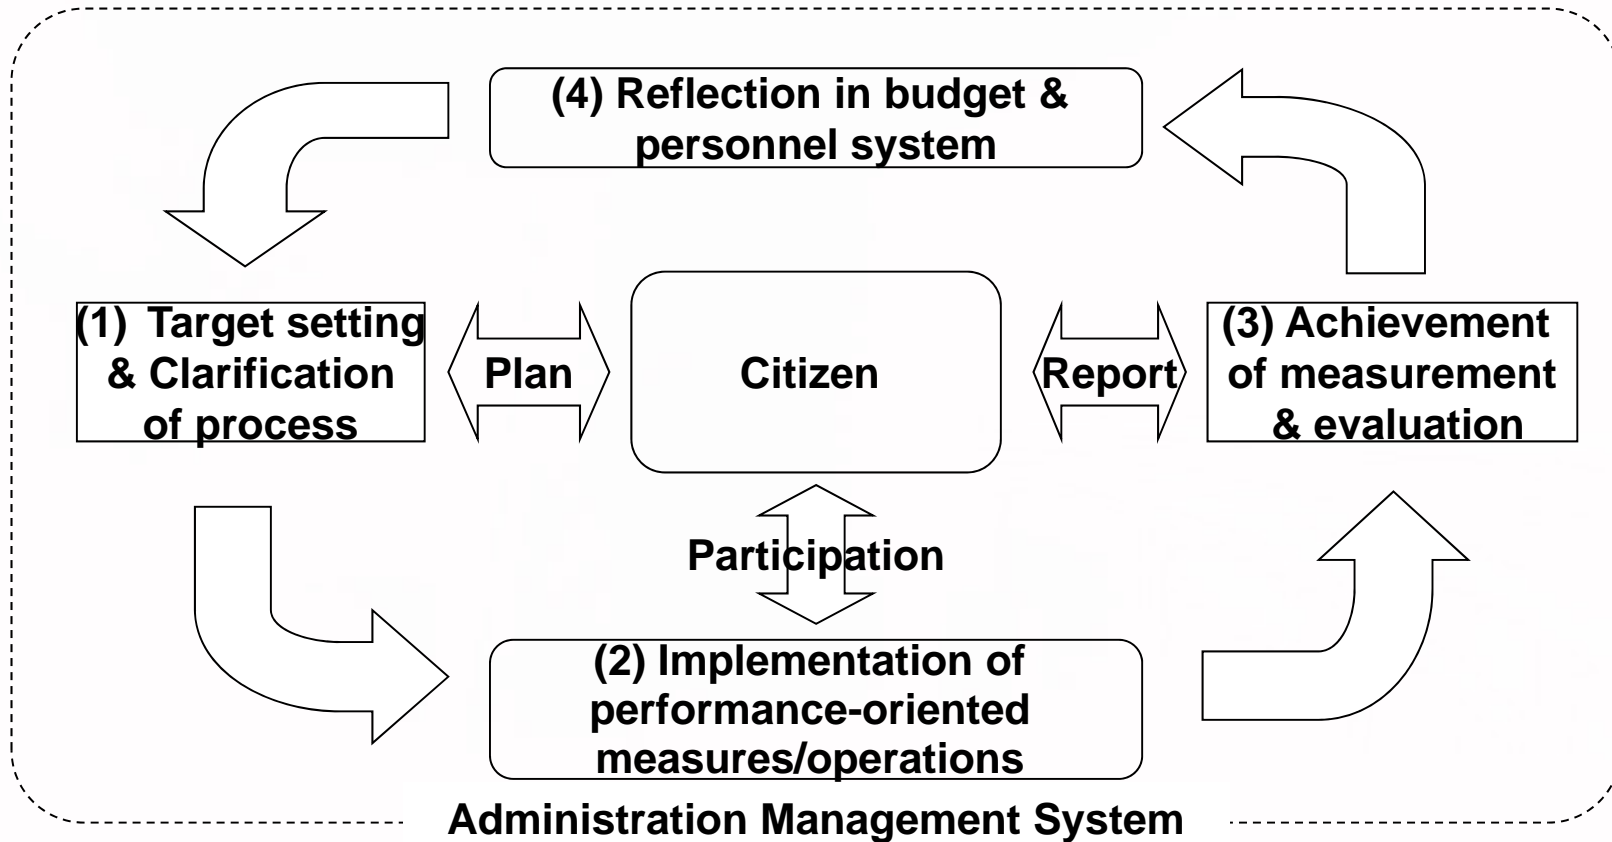 (4) Reflection in budget &
personnel system
(1) Target setting
& Clarification
of process
Plan
Citizen
Report
(3) Achievement
of measurement
& evaluation
Participation
(2) Implementation of
performance-oriented
measures/operations
Administration Management System